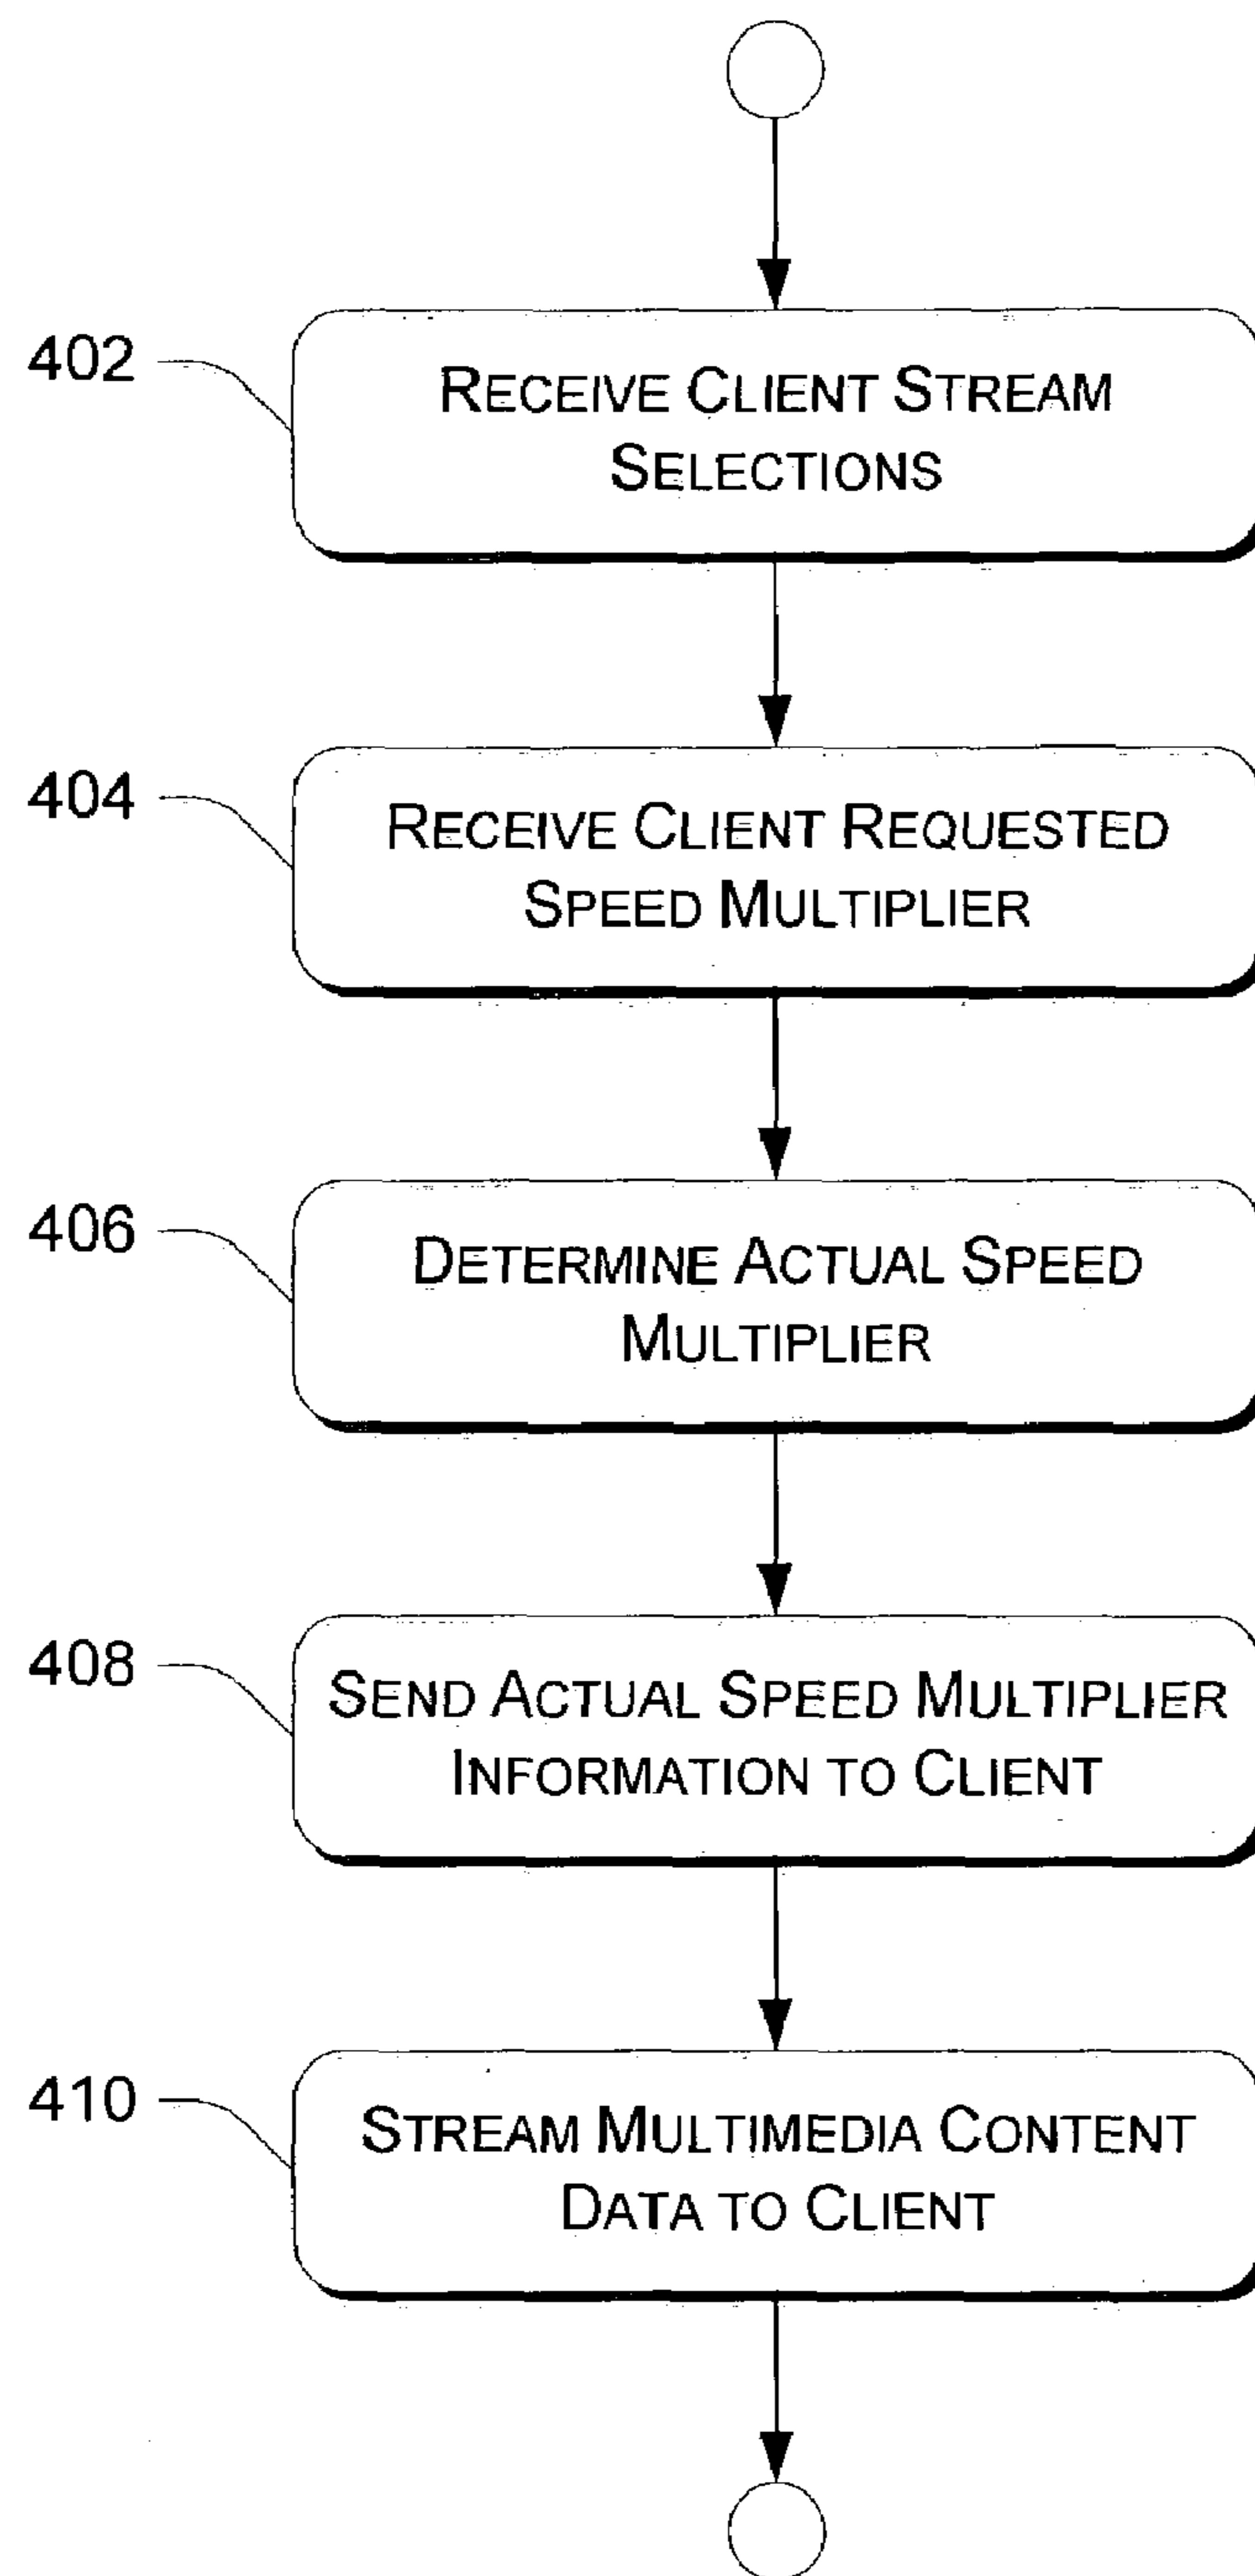 402
RECEIVE CLIENT STREAM
SELECTIONS
404
RECEIVE CLIENT REQUESTED
SPEED MULTIPLIER
406
DETERMINE ACTUAL SPEED
MULTIPLIER
408
SEND ACTUAL SPEED MULTIPLIER
INFORMATION TO CLIENT
410
STREAM MULTIMEDIA CONTENT
DATA TO CLIENT